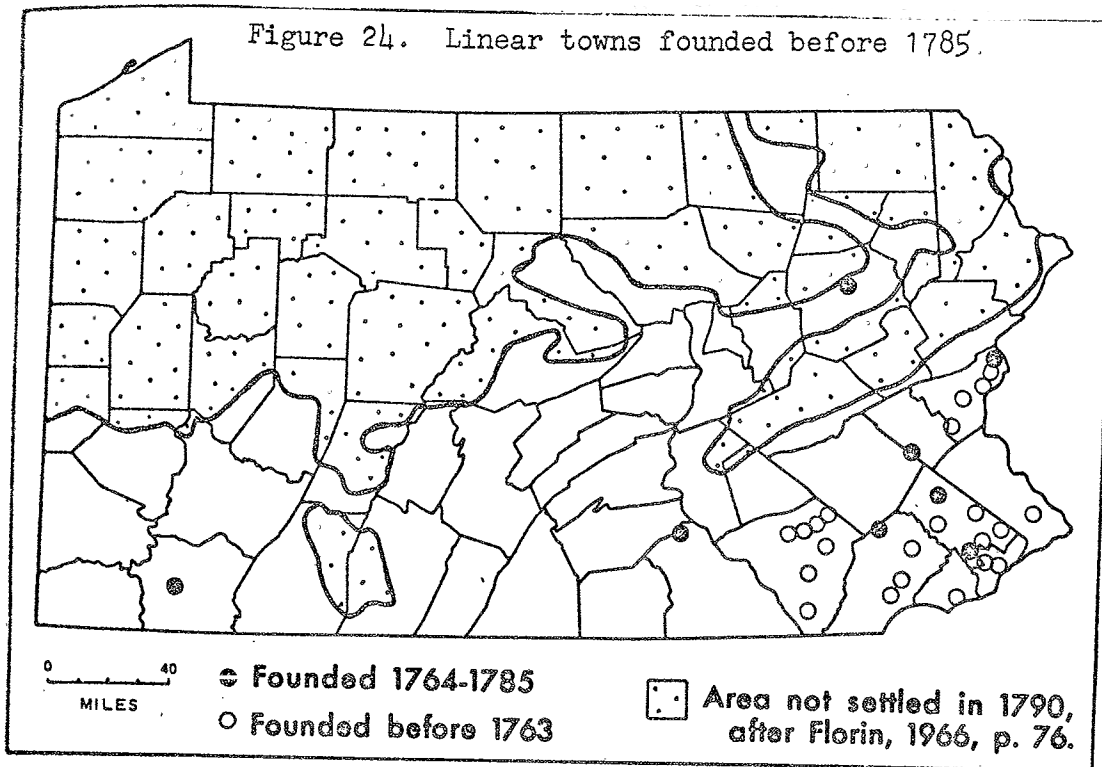 Figure 24. Linear towns founded before 1785.
0 40
MILES
Founded 1764-1785
Founded before 1763
Area not settled in 1790,
after Florin, 1966, p. 76.